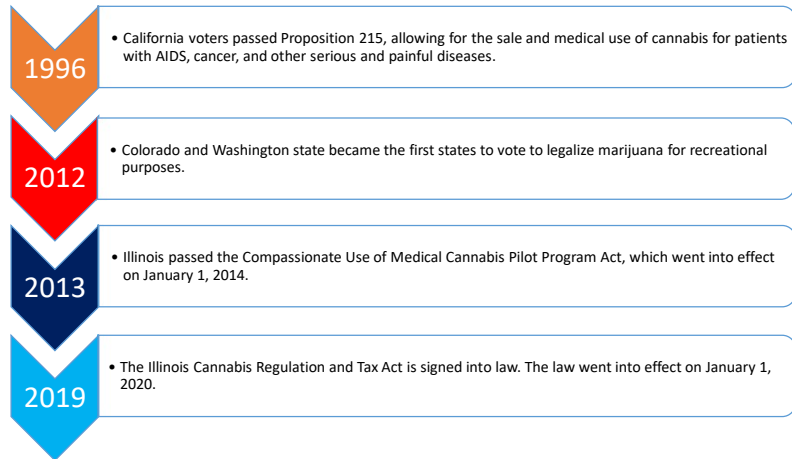 1996
• California voters passed Proposition 215, allowing for the sale and medical use of cannabis for patients
with AIDS, cancer, and other serious and painful diseases.
2012
• Colorado and Washington state became the first states to vote to legalize marijuana for recreational
purposes.
2013
• Illinois passed the Compassionate Use of Medical Cannabis Pilot Program Act, which went into effect
on January 1, 2014.
2019
• The Illinois Cannabis Regulation and Tax Act is signed into law. The law went into effect on January 1,
2020.